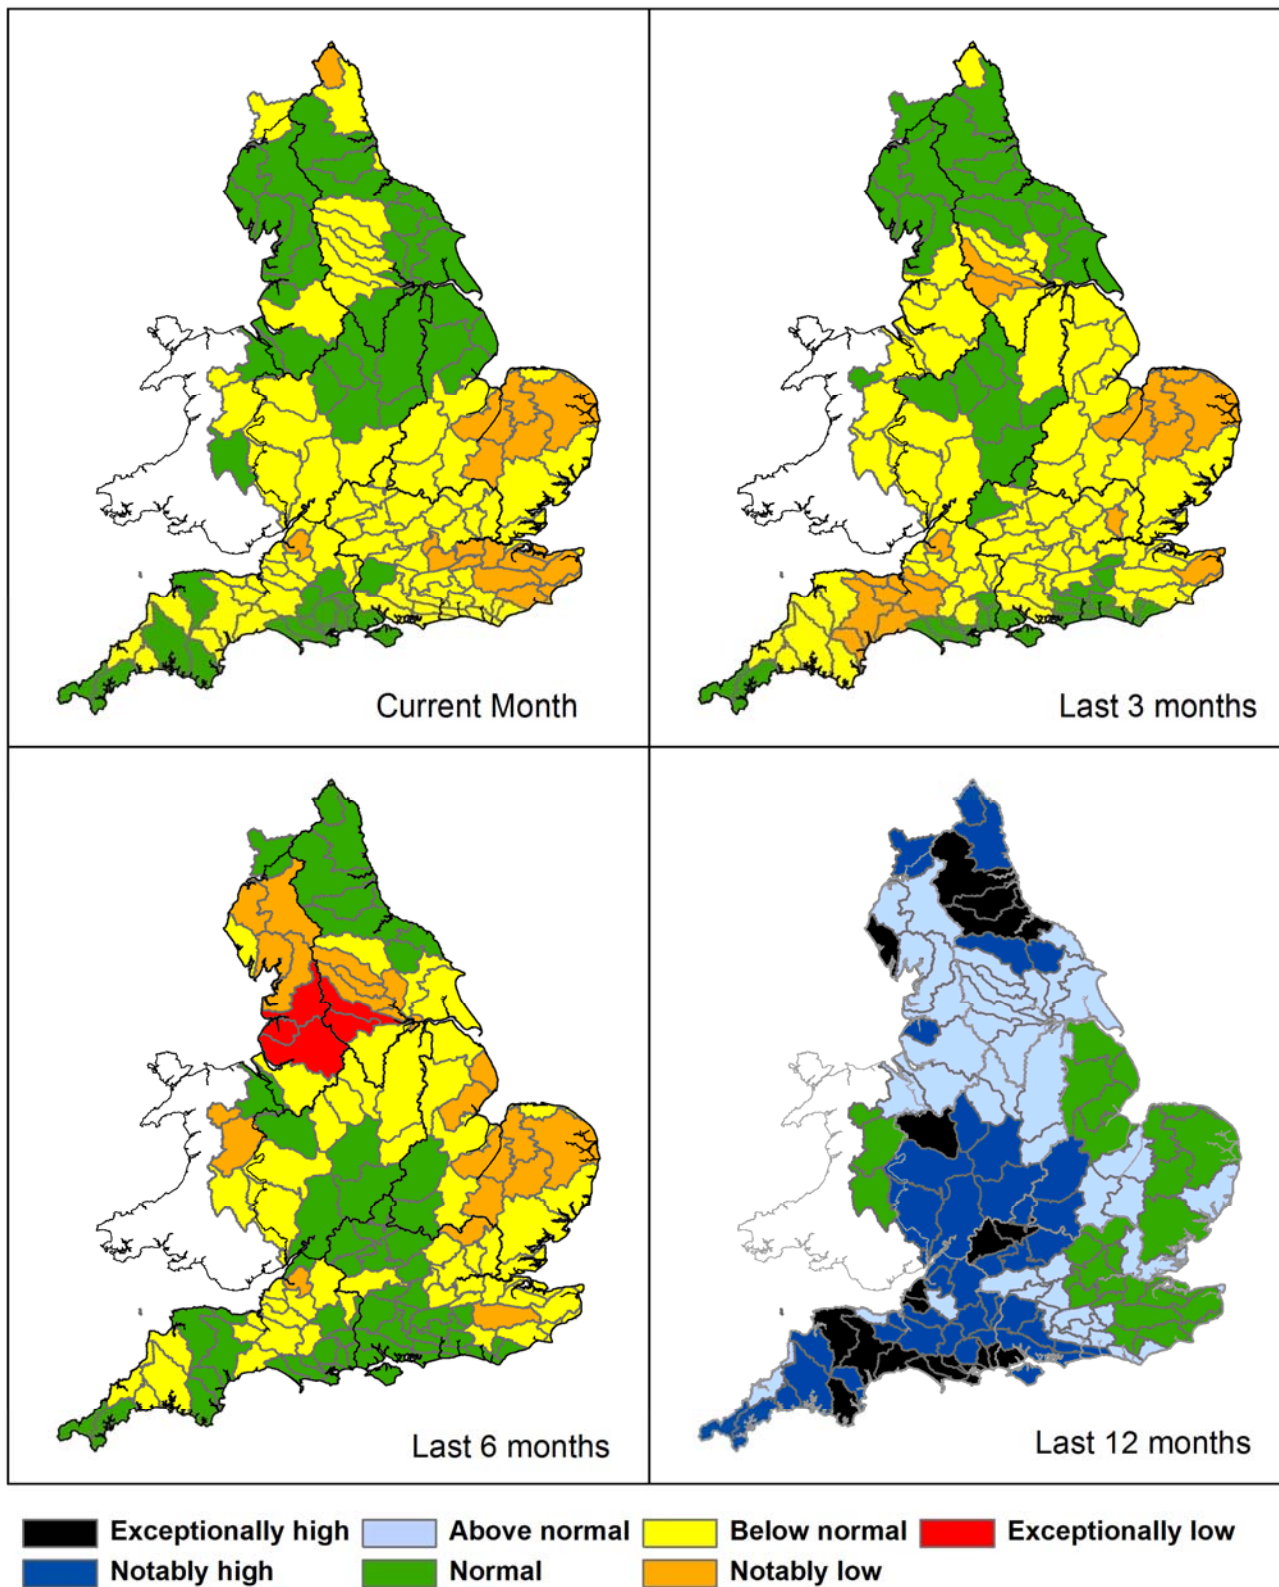 Current Month
Last 3 months
Last 6 months
Last 12 months
Exceptionally high Above normal Below normal Exceptionally low
Notably high Normal Notably low